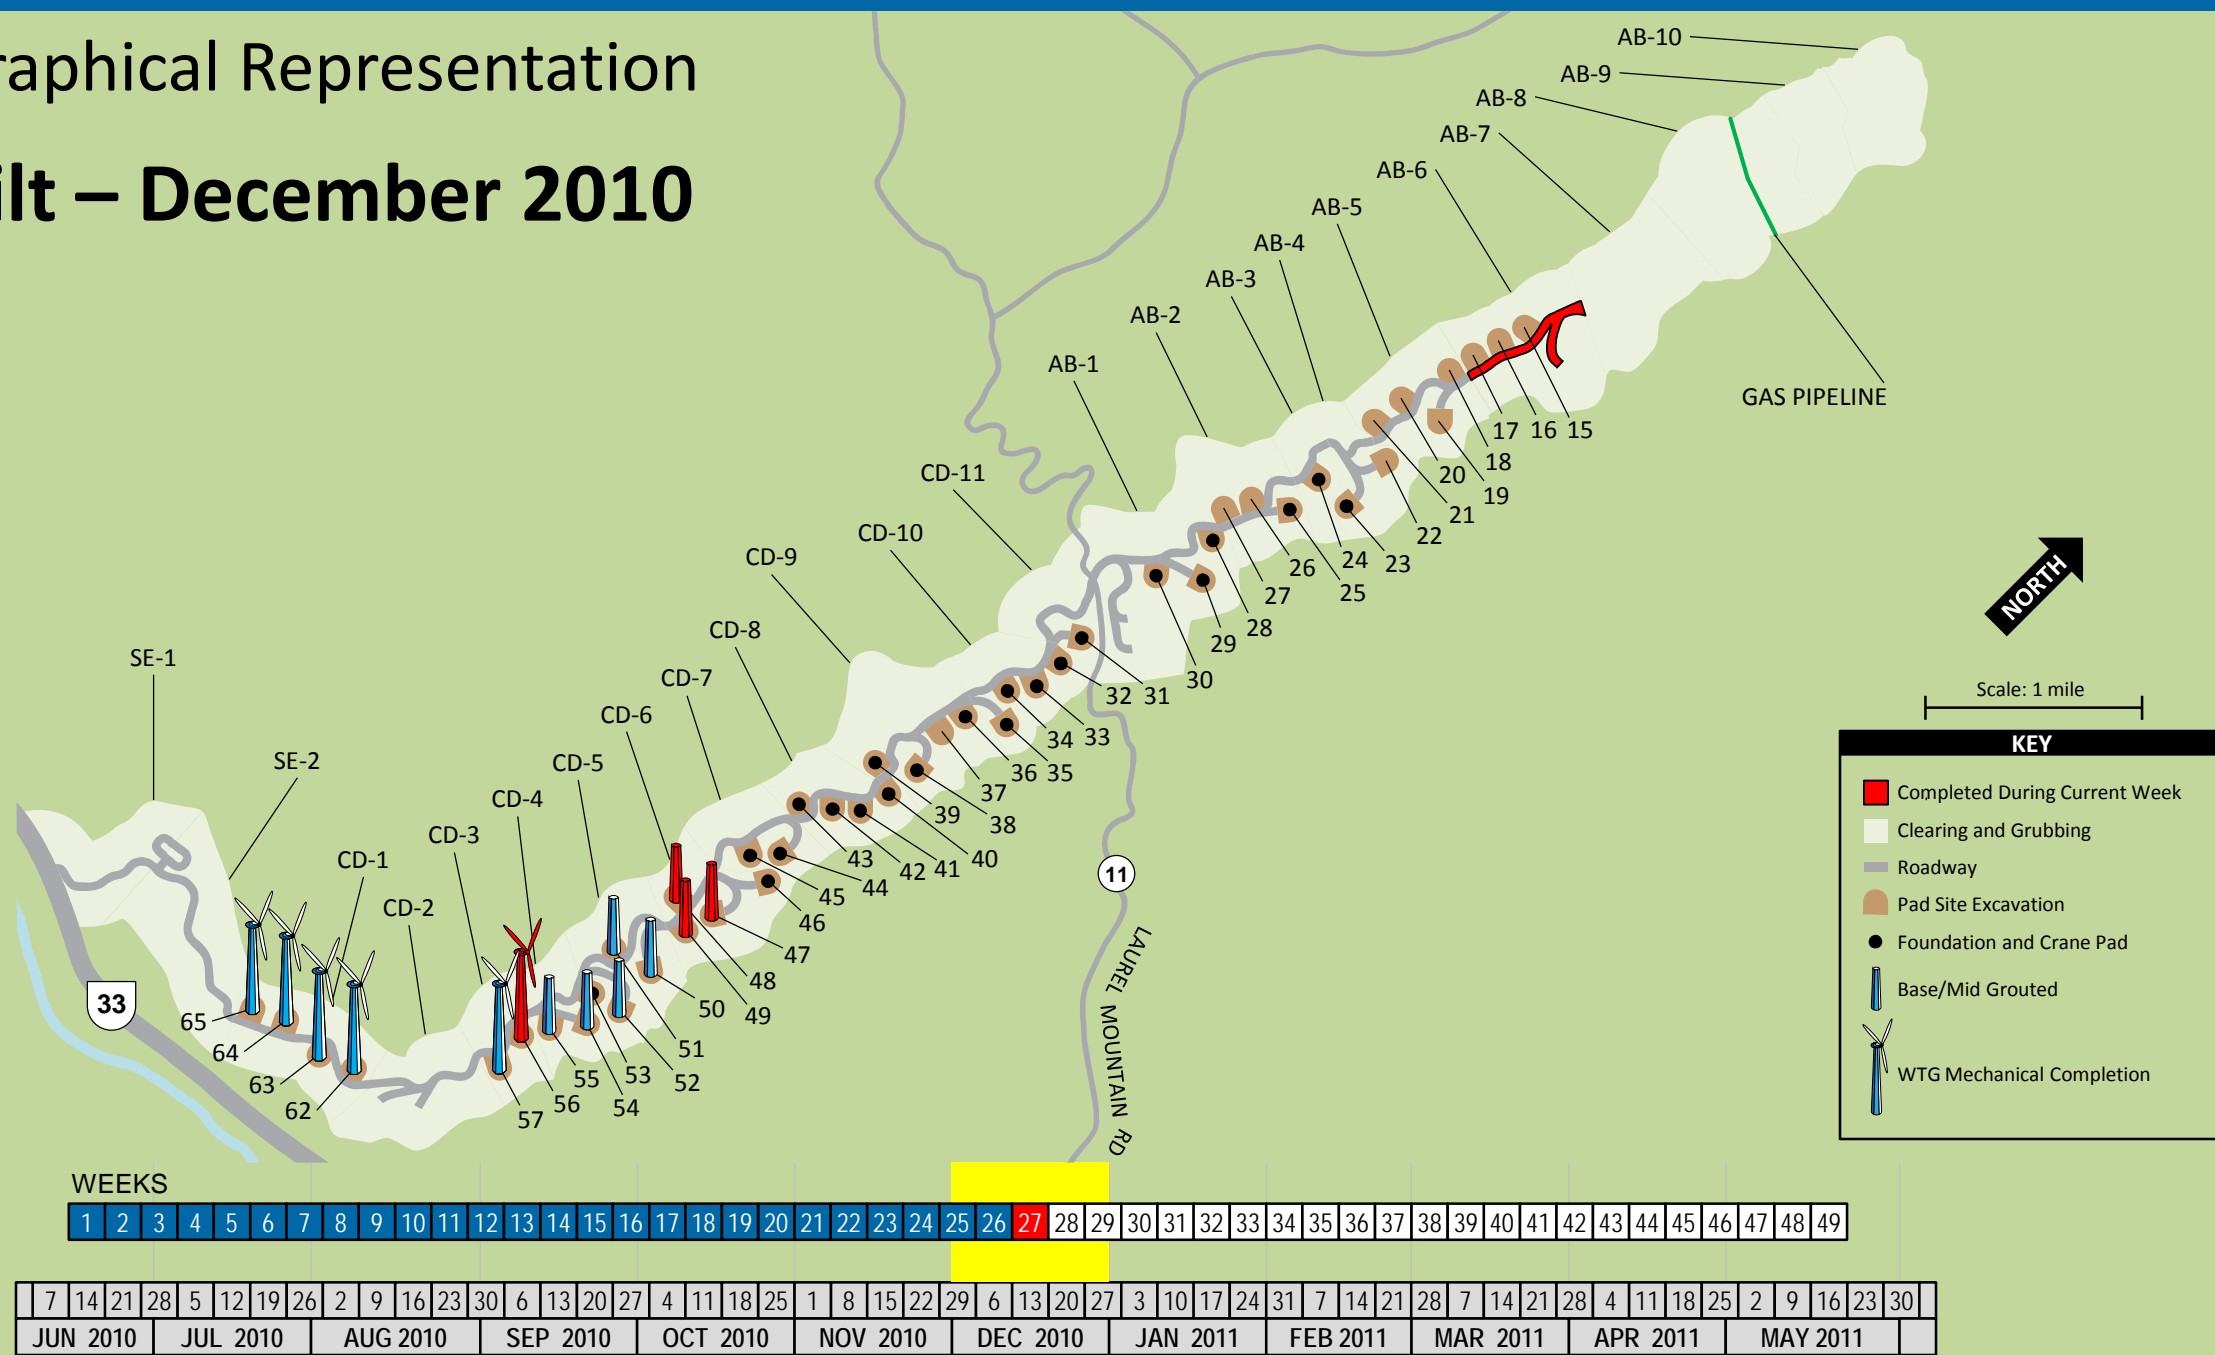 raphical Representation
ilt – December 2010
AB-10
AB-9
AB-8
AB-7
AB-6
AB-5
AB-4
AB-3
AB-2
AB-1
CD-11
CD-10
CD-9
CD-8
CD-7
CD-6
CD-5
CD-4
CD-3
CD-2
CD-1
SE-2
SE-1
GAS PIPELINE
15
16
17
18
19
20
21
22
23
24
25
26
27
28
29
30
31
32
33
34
35
36
37
38
39
40
41
42
43
44
45
46
47
48
49
50
51
52
53
54
55
56
57
62
63
64
65
33
11
LAUREL MOUNTAIN RD
NORTH
Scale: 1 mile
KEY
Completed During Current Week
Clearing and Grubbing
Roadway
Pad Site Excavation
Foundation and Crane Pad
Base/Mid Grouted
WTG Mechanical Completion
WEEKS
1 2 3 4 5 6 7 8 9 10 11 12 13 14 15 16 17 18 19 20 21 22 23 24 25 26 27 28 29 30 31 32 33 34 35 36 37 38 39 40 41 42 43 44 45 46 47 48 49
7 14 21 28 5 12 19 26 2 9 16 23 30 6 13 20 27 4 11 18 25 1 8 15 22 29 6 13 20 27 3 10 17 24 31 7 14 21 28 7 14 21 28 4 11 18 25 2 9 16 23 30
JUN 2010 JUL 2010 AUG 2010 SEP 2010 OCT 2010 NOV 2010 DEC 2010 JAN 2011 FEB 2011 MAR 2011 APR 2011 MAY 2011